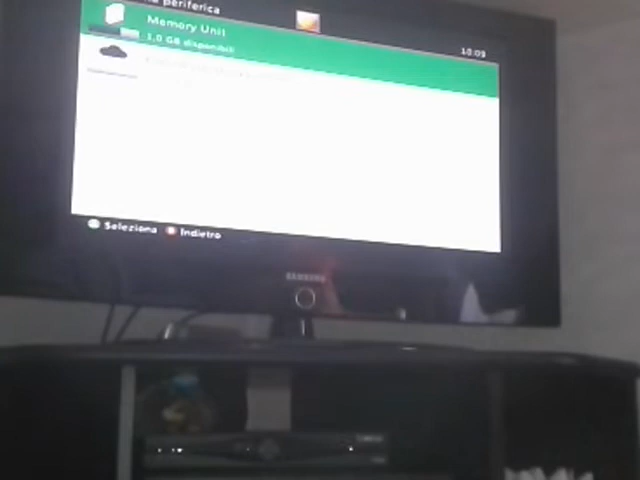 periferica
Memory Unit
1,0 GB disponibili
10:09
Seleziona Indietro
SAMSUNG